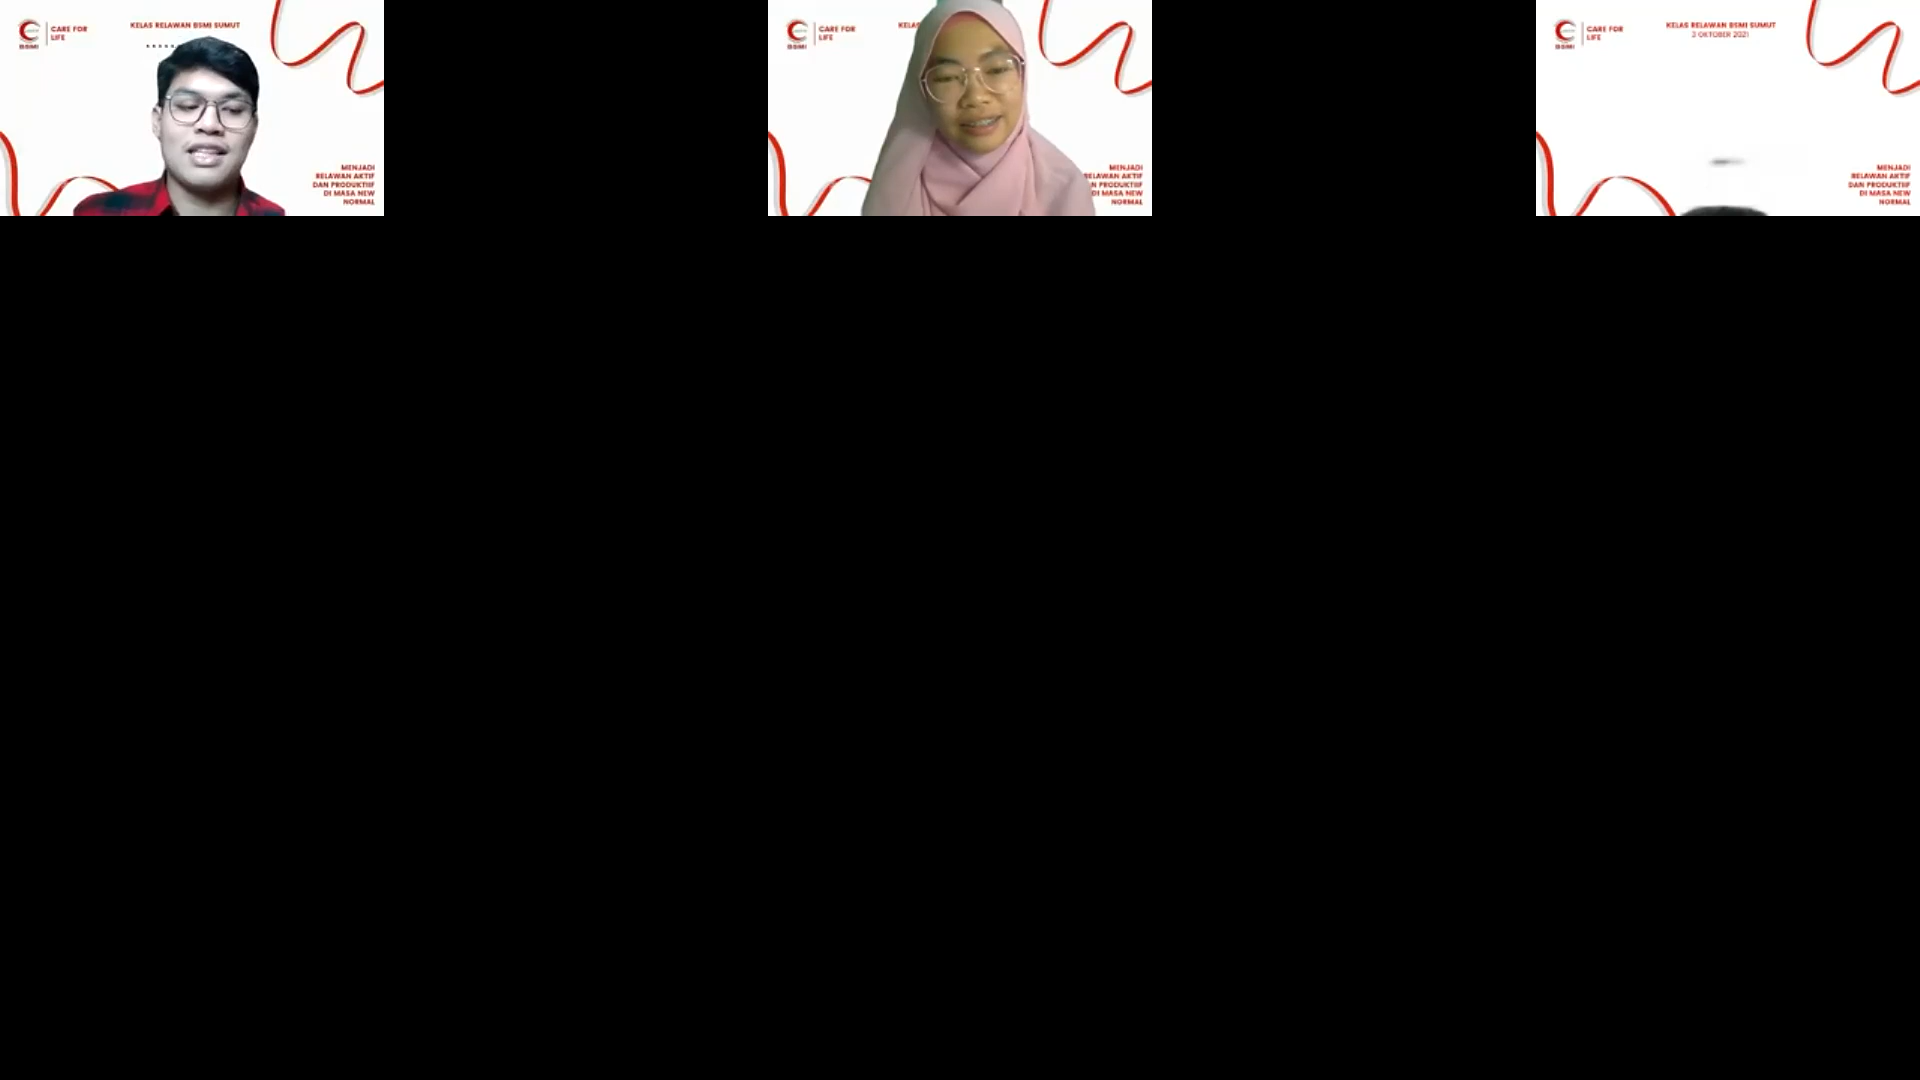 BSMI
CARE FOR
LIFE
KELAS RELAWAN BSMI SUMUT
MENJADI
RELAWAN AKTIF
DAN PRODUKTIF
DI MASA NEW
NORMAL
BSMI
CARE FOR
LIFE
KELAS
MENJADI
RELAWAN AKTIF
N PRODUKTIF
DI MASA NEW
NORMAL
BSMI
CARE FOR
LIFE
KELAS RELAWAN BSMI SUMUT
2 OKTOBER 2021
MENJADI
RELAWAN AKTIF
DAN PRODUKTIF
DI MASA NEW
NORMAL